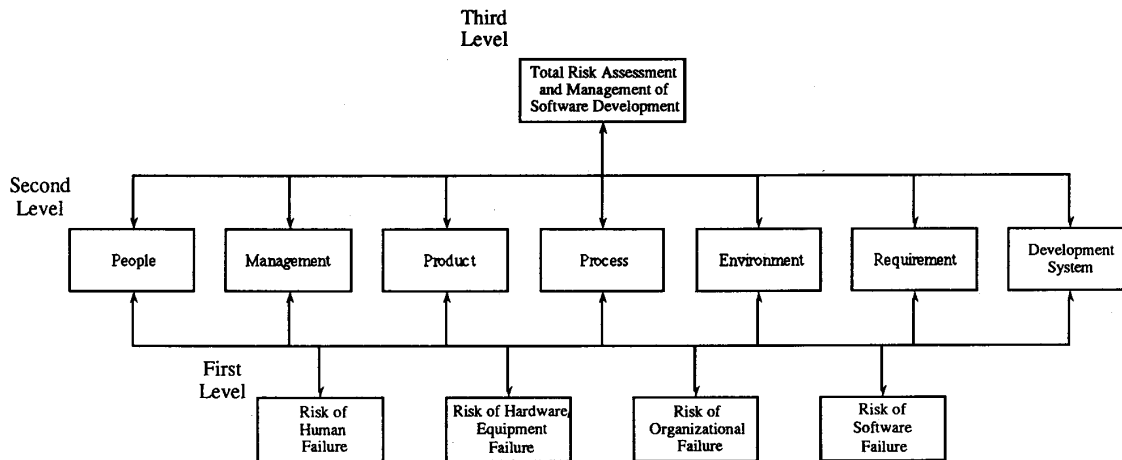 Third
Level
Total Risk Assessment
and Management of
Software Development
Second
Level
People
Management
Product
Process
Environment
Requirement
Development
System
First
Level
Risk of
Human
Failure
Risk of Hardware/
Equipment
Failure
Risk of
Organizational
Failure
Risk of
Software
Failure